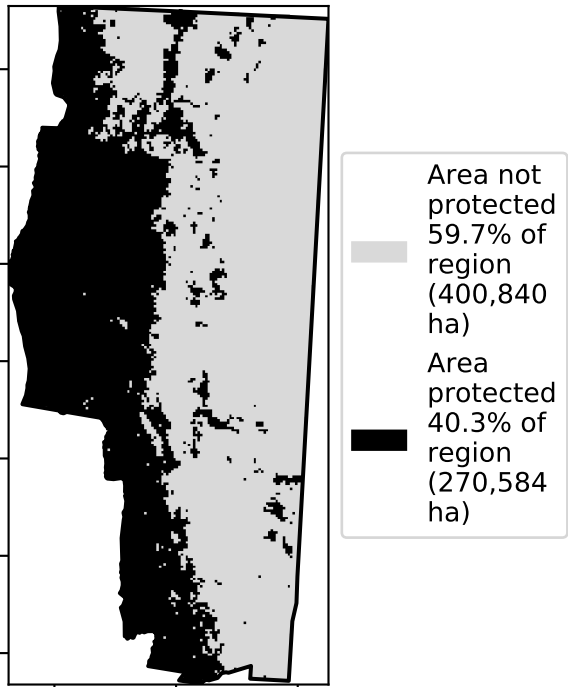 Area not
protected
59.7% of
region
(400,840
ha)
Area
protected
40.3% of
region
(270,584
ha)